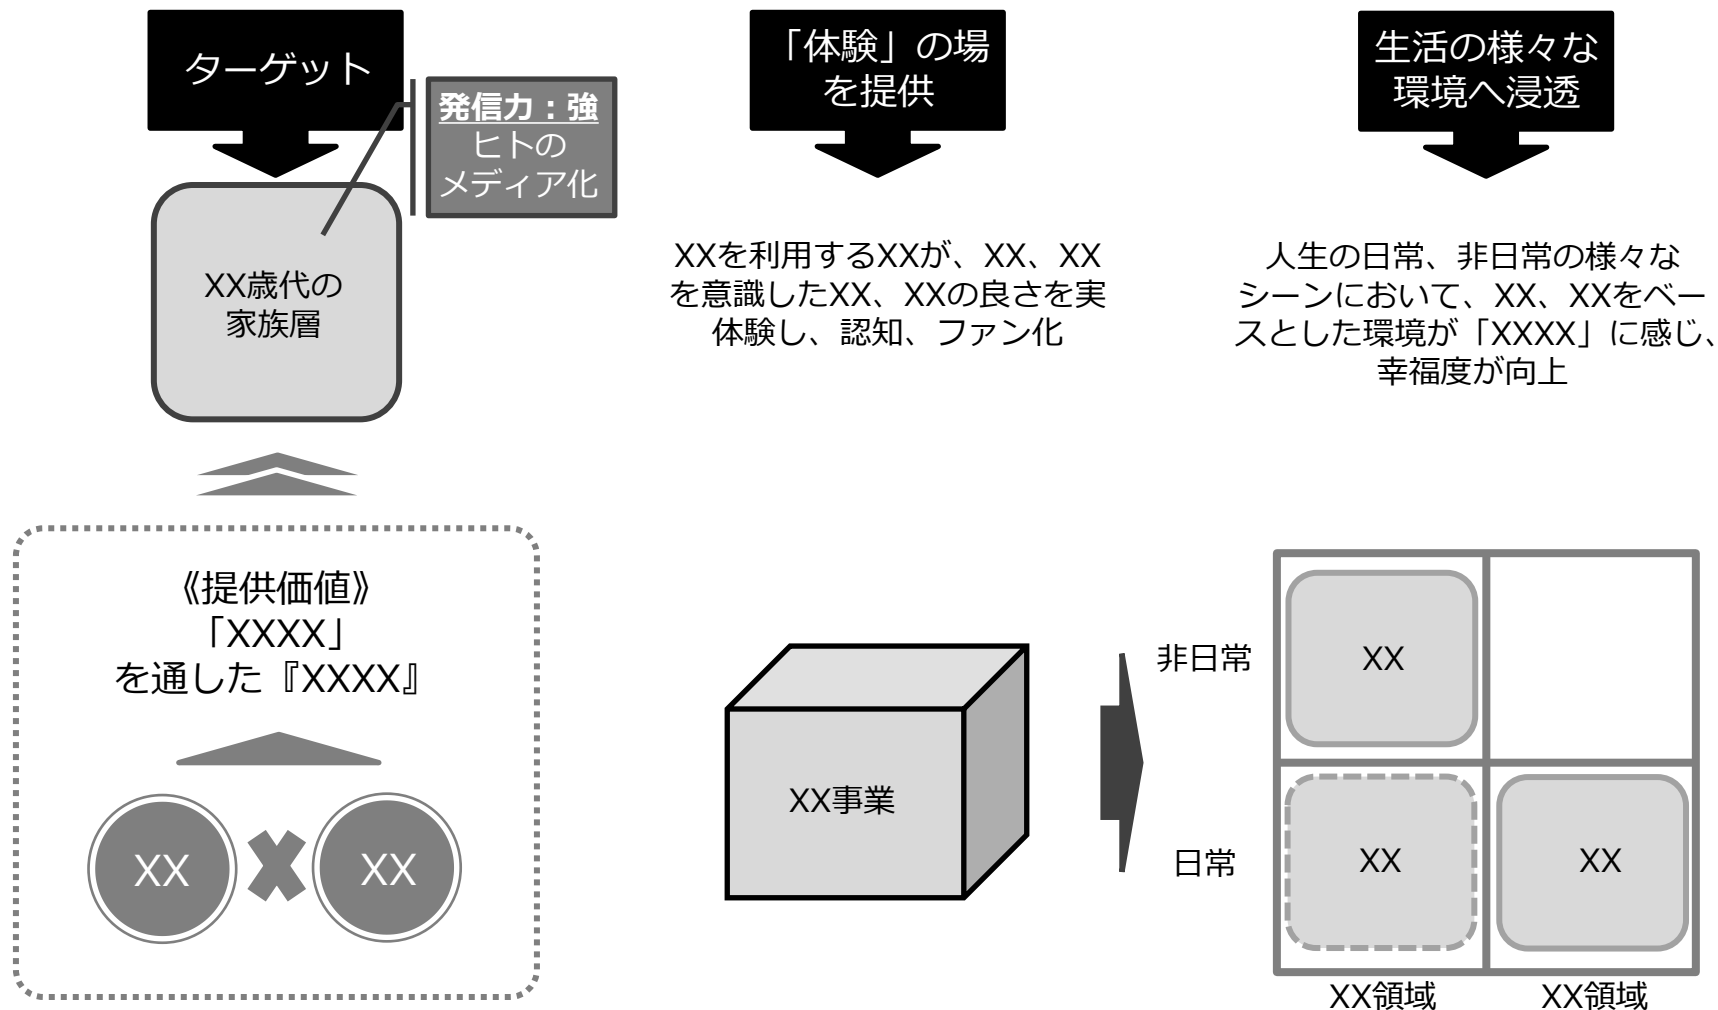 ターゲット
発信力：強
ヒトの
メディア化
XX歳代の
家族層
《提供価値》
「XXXX」
を通した『XXXX』
XX
XX
「体験」の場
を提供
XXを利用するXXが、XX、XX
を意識したXX、XXの良さを実
体験し、認知、ファン化
XX事業
生活の様々な
環境へ浸透
人生の日常、非日常の様々な
シーンにおいて、XX、XXをベー
スとした環境が「XXXX」に感じ、
幸福度が向上
非日常
XX
日常
XX
XX
XX領域
XX領域